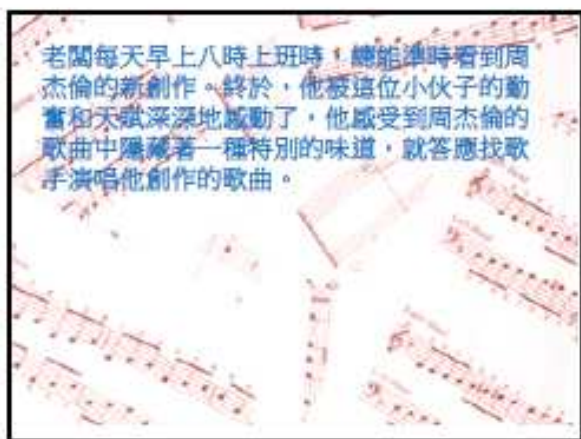 老闆每天早上八時上班時，總能準時看到周
杰倫的新創作。終於，他被這位小伙子的勤
奮和天賦深深地感動了，他感受到周杰倫的
歌曲中隱藏著一種特別的味道，就答應找歌
手演唱他創作的歌曲。